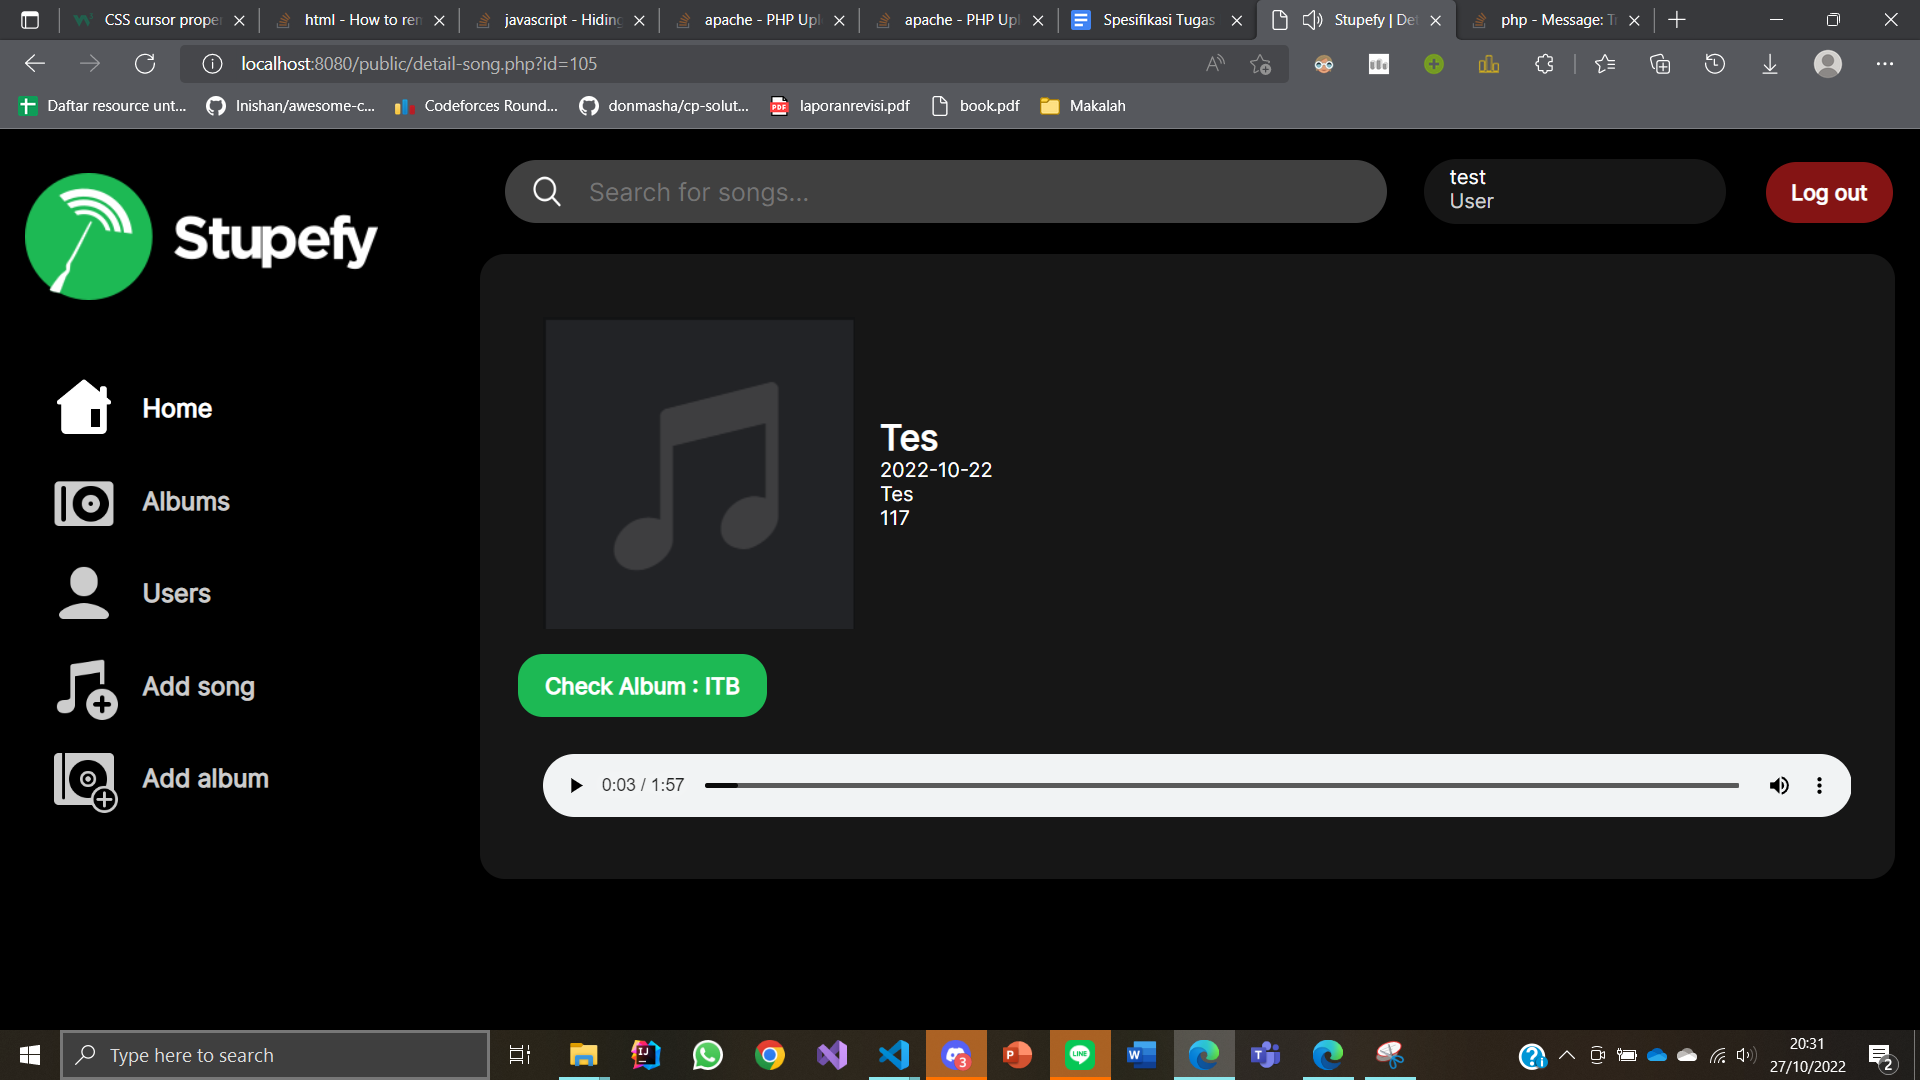 CSS cursor prope
html - How to rem
javascript - Hiding
apache - PHP Upl
apache - PHP Upl
Spesifikasi Tugas
Stupefy | Det
php - Message: Tr
localhost:8080/public/detail-song.php?id=105
Daftar resource unt...
Inishan/awesome-c...
Codeforces Round...
donmasha/cp-solut...
laporanrevisi.pdf
book.pdf
Makalah
Stupefy
Search for songs...
test
User
Log out
Home
Albums
Users
Add song
Add album
Tes
2022-10-22
Tes
117
Check Album : ITB
0:03 / 1:57
Type here to search
3
20:31
27/10/2022
2